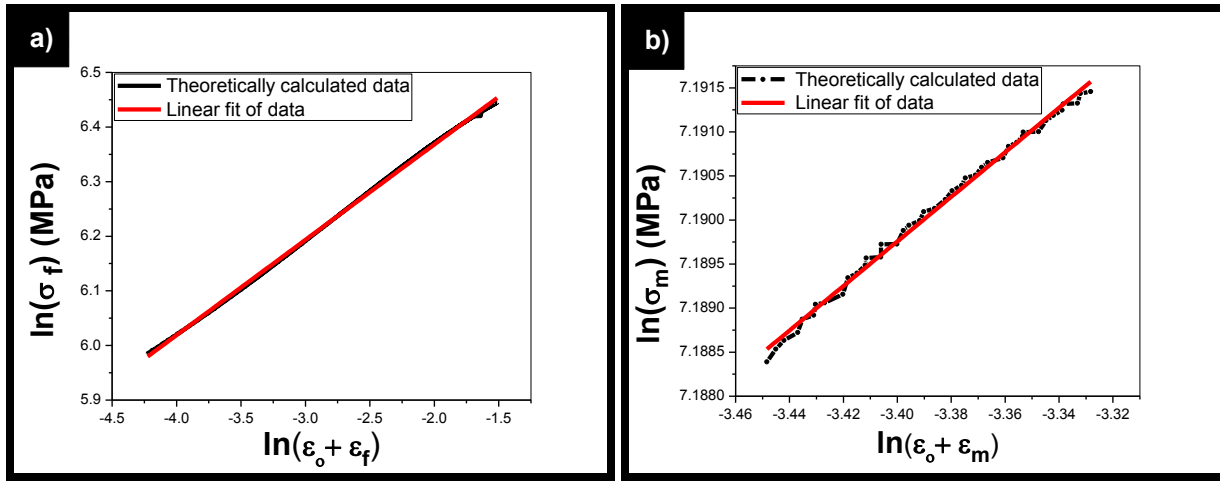 a)
Theoretically calculated data
Linear fit of data
6.5
6.4
6.3
6.2
6.1
6.0
5.9
ln(σ f) (MPa)
-4.5 -4.0 -3.5 -3.0 -2.5 -2.0 -1.5
ln(εo + εf)
b)
Theoretically calculated data
Linear fit of data
7.1915
7.1910
7.1905
7.1900
7.1895
7.1890
7.1885
7.1880
ln(σm) (MPa)
-3.46 -3.44 -3.42 -3.40 -3.38 -3.36 -3.34 -3.32
ln(εo + εm)